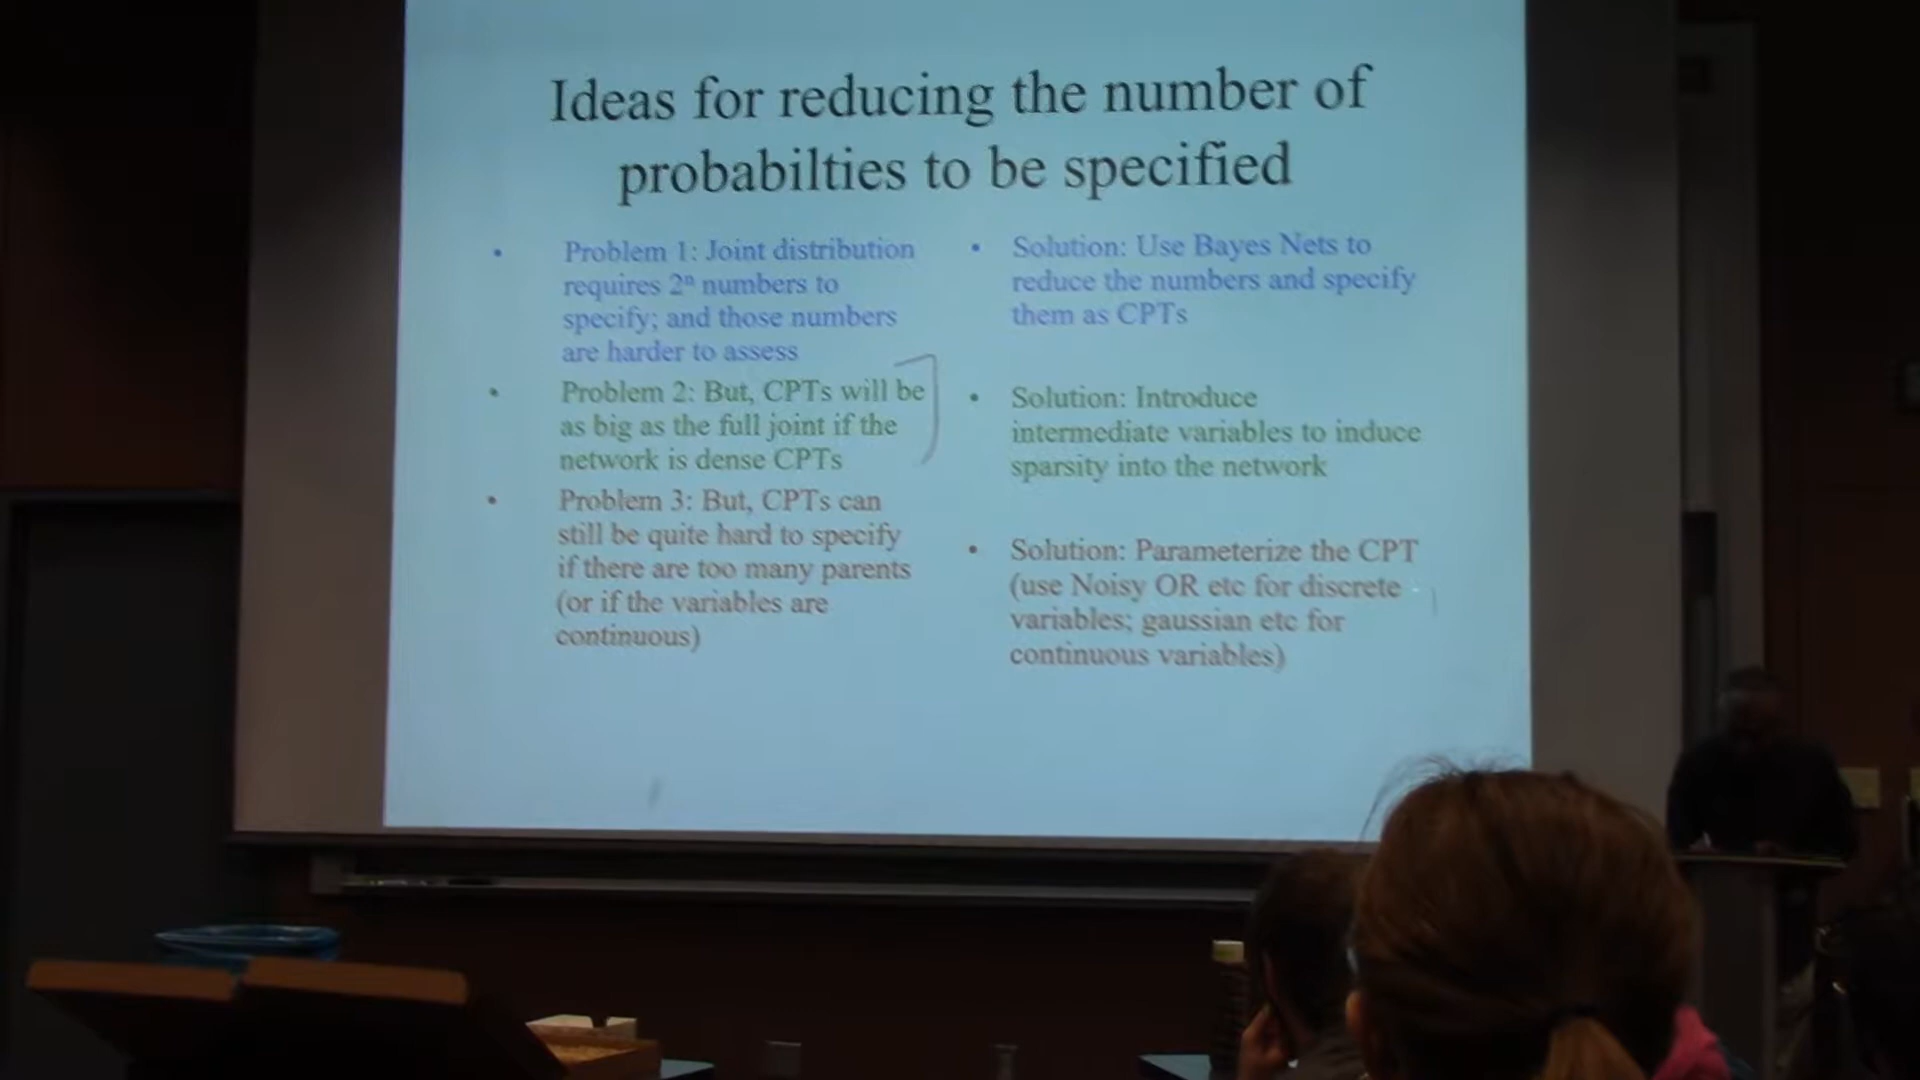 Ideas for reducing the number of
probabilties to be specified
• Problem 1: Joint distribution
requires 2ⁿ numbers to
specify; and those numbers
are harder to assess
• Problem 2: But, CPTs will be
as big as the full joint if the
network is dense CPTs
• Problem 3: But, CPTs can
still be quite hard to specify
if there are too many parents
(or if the variables are
continuous)
• Solution: Use Bayes Nets to
reduce the numbers and specify
them as CPTs
• Solution: Introduce
intermediate variables to induce
sparsity into the network
• Solution: Parameterize the CPT
(use Noisy OR etc for discrete
variables; gaussian etc for
continuous variables)